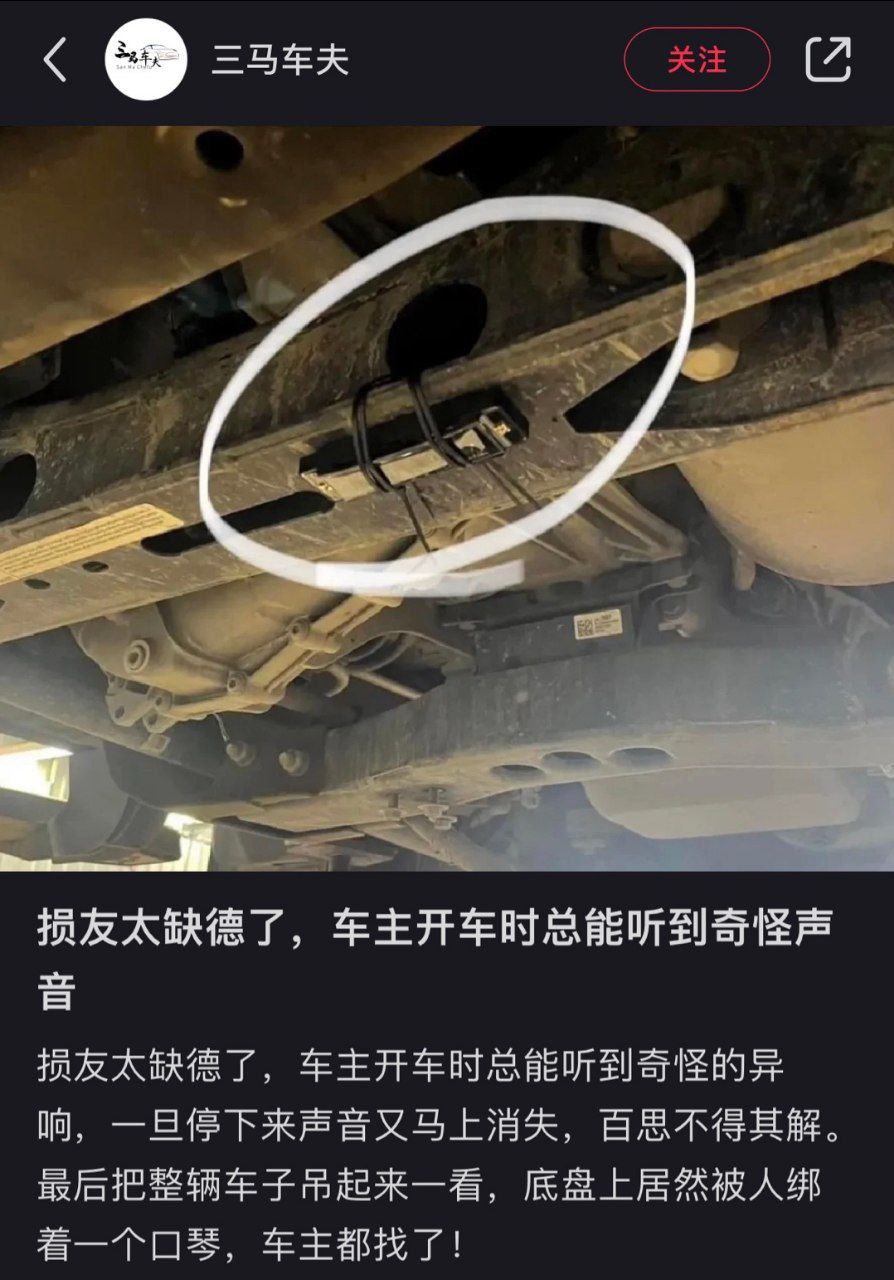 三马车夫
San Ma Che Fu
三马车夫
关注
损友太缺德了，车主开车时总能听到奇怪声
音
损友太缺德了，车主开车时总能听到奇怪的异
响，一旦停下来声音又马上消失，百思不得其解。
最后把整辆车子吊起来一看，底盘上居然被人绑
着一个口琴，车主都找了！